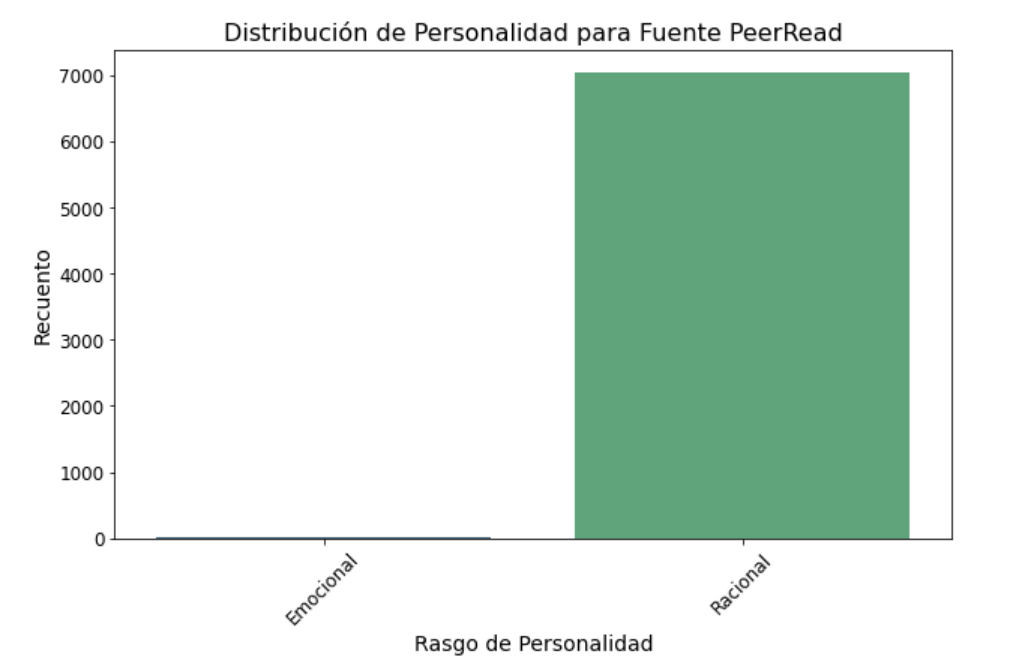 Distribución de Personalidad para Fuente PeerRead
7000
6000
5000
4000
3000
2000
1000
0
Recuento
Emocional
Racional
Rasgo de Personalidad